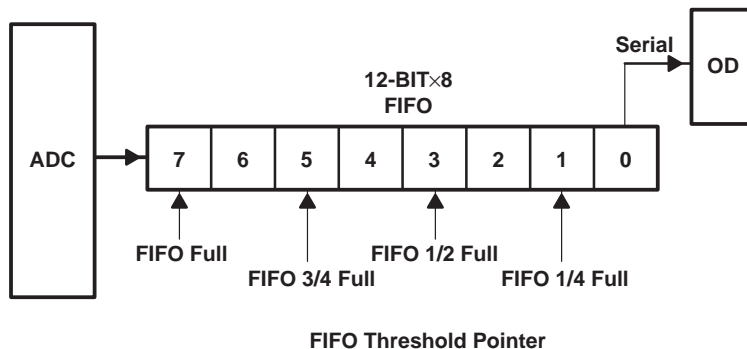 Serial
OD
12-BIT×8
FIFO
ADC
7 6 5 4 3 2 1 0
FIFO Full
FIFO 1/2 Full
FIFO 3/4 Full
FIFO 1/4 Full
FIFO Threshold Pointer